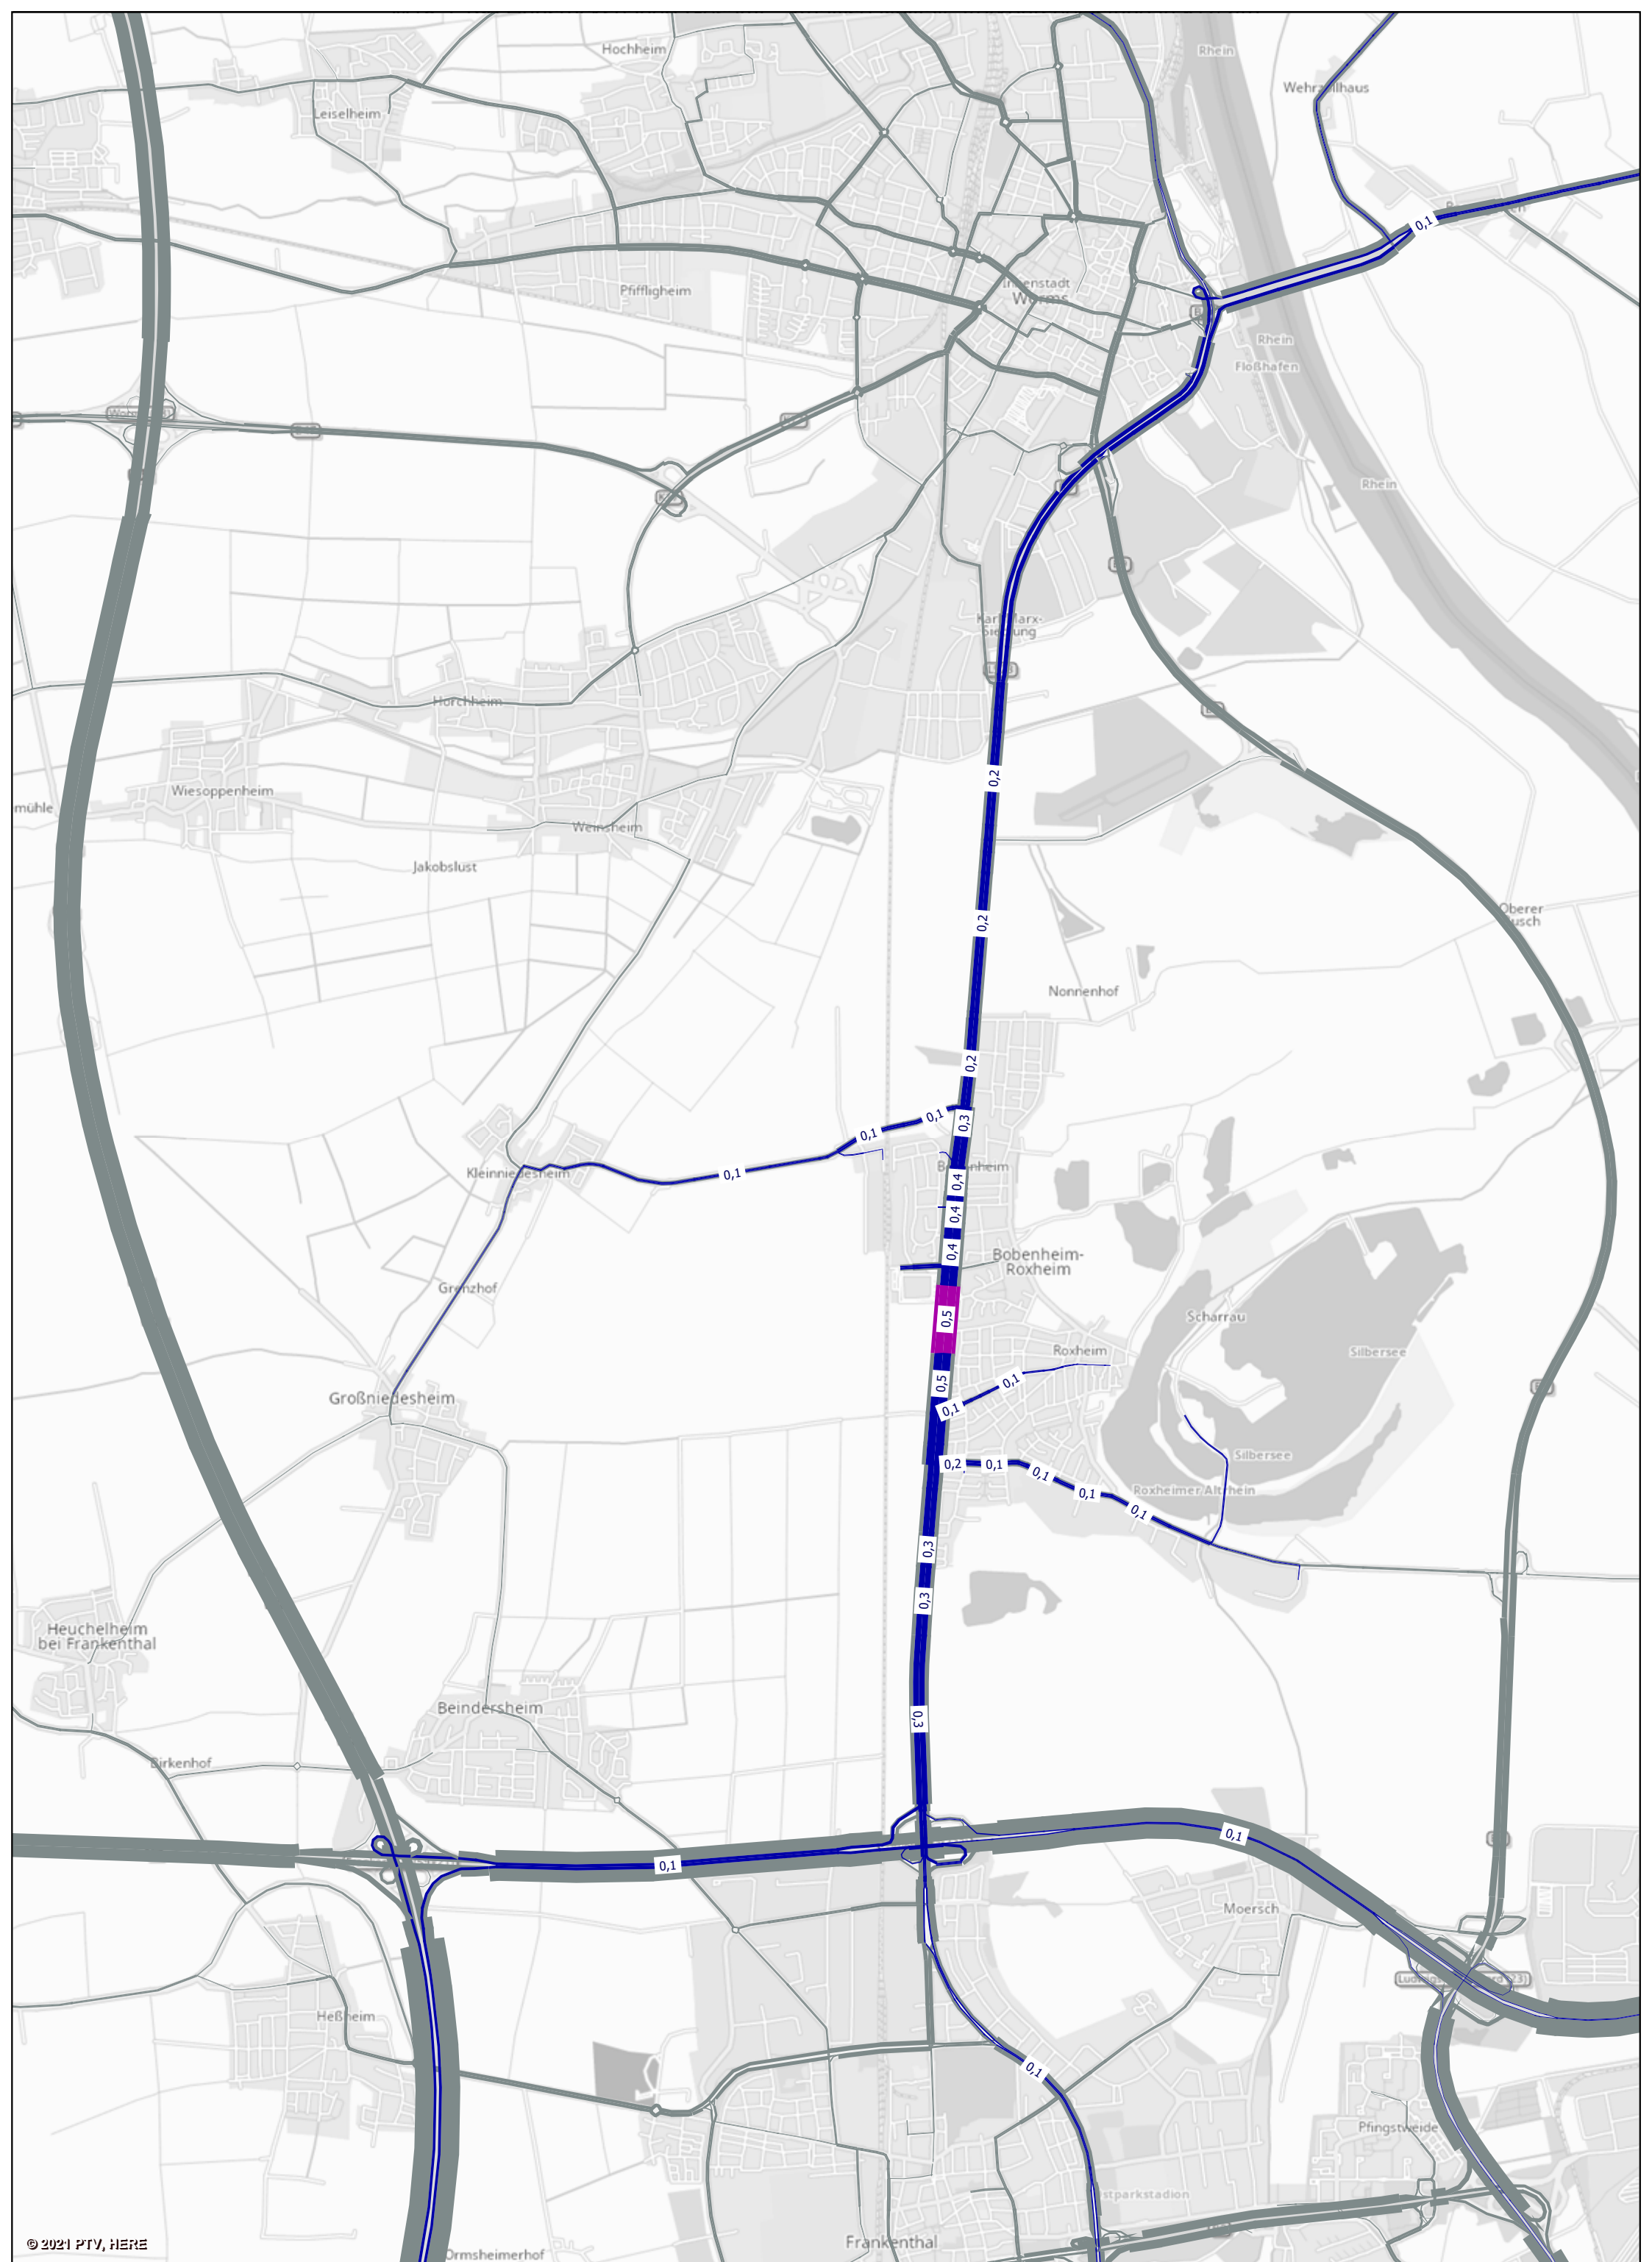 Hochheim
Rhein
Leiselheim
0,1
Pfiffligheim
Rhein
Floßhafen
Rhein
Horchheim
0,2
Wiesoppenheim
mühle
Weinsheim
Jakobslust
0,2
Nonnenhof
0,2
0,1
0,3
0,1
0,1
Kleinniedesheim
0,4
0,4
0,4
Bobenheim-
Roxheim
Grenzhof
0,5
Scharrau
Roxheim
Silbersee
0,5
0,1
Großniedesheim
0,1
Silbersee
0,2
0,1
0,1
0,1
Roxheimer Altrhein
0,1
0,3
0,3
Heuchelheim
bei Frankenthal
Beindersheim
0,3
Birkenhof
0,1
0,1
Moersch
Heßheim
0,1
Pfingstweide
Frankenthal
Ormsheimerhof
© 2021 PTV, HERE